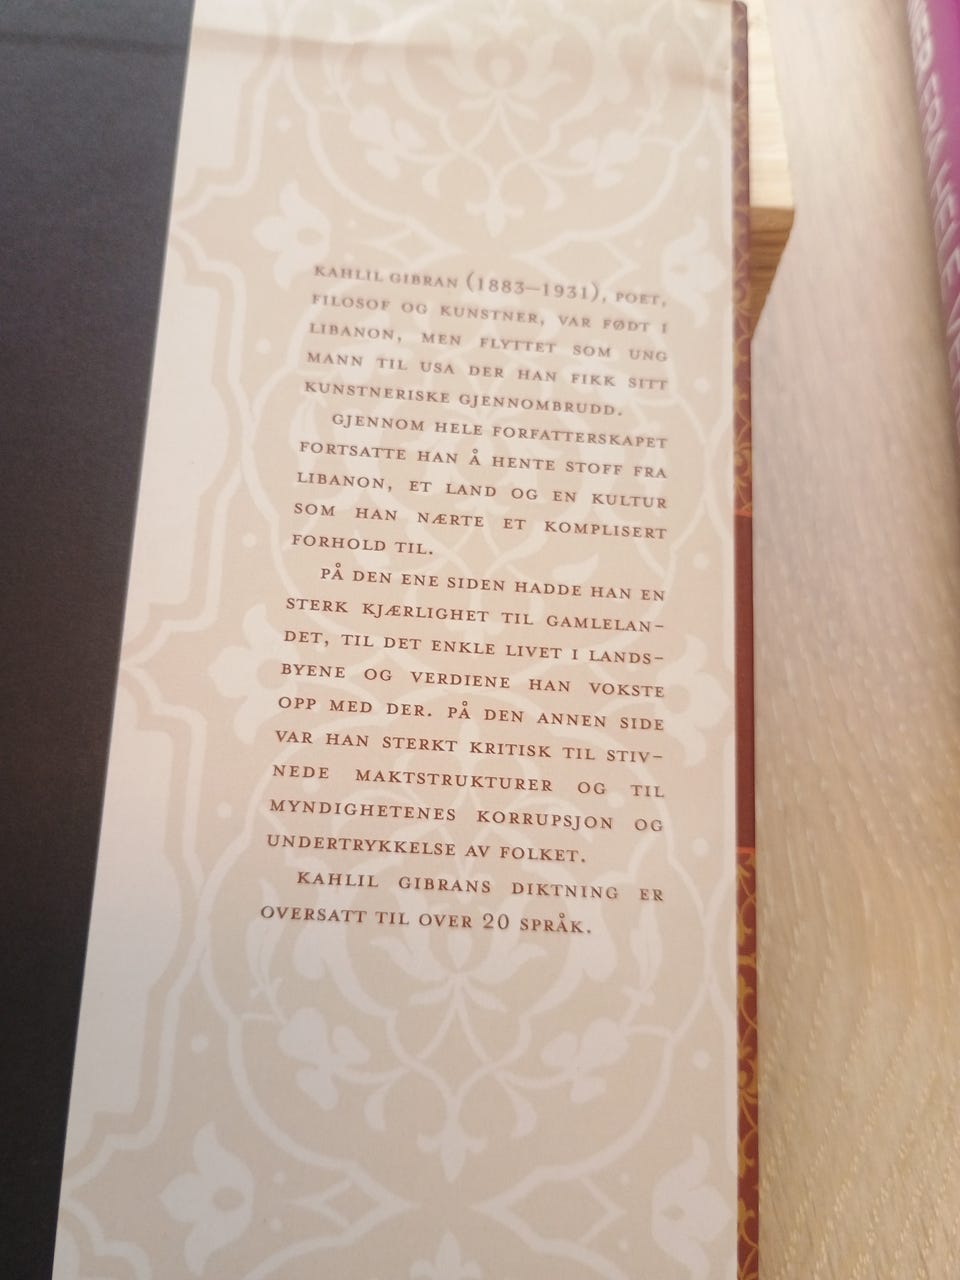 KAHLIL GIBRAN (1883–1931), POET,
FILOSOF OG KUNSTNER, VAR FØDT I
LIBANON, MEN FLYTTET SOM UNG
MANN TIL USA DER HAN FIKK SITT
KUNSTNERISKE GJENNOMBRUDD.
GJENNOM HELE FORFATTERSKAPET
FORTSATTE HAN Å HENTE STOFF FRA
LIBANON, ET LAND OG EN KULTUR
SOM HAN NÆRTE ET KOMPLISERT
FORHOLD TIL.
PÅ DEN ENE SIDEN HADDE HAN EN
STERK KJÆRLIGHET TIL GAMLELAN-
DET, TIL DET ENKLE LIVET I LANDS-
BYENE OG VERDIENE HAN VOKSTE
OPP MED DER. PÅ DEN ANNEN SIDE
VAR HAN STERKT KRITISK TIL STIV-
NEDE MAKTSTRUKTURER OG TIL
MYNDIGHETENES KORRUPSJON OG
UNDERTRYKKELSE AV FOLKET.
KAHLIL GIBRANS DIKTNING ER
OVERSATT TIL OVER 20 SPRÅK.
FRA HELE